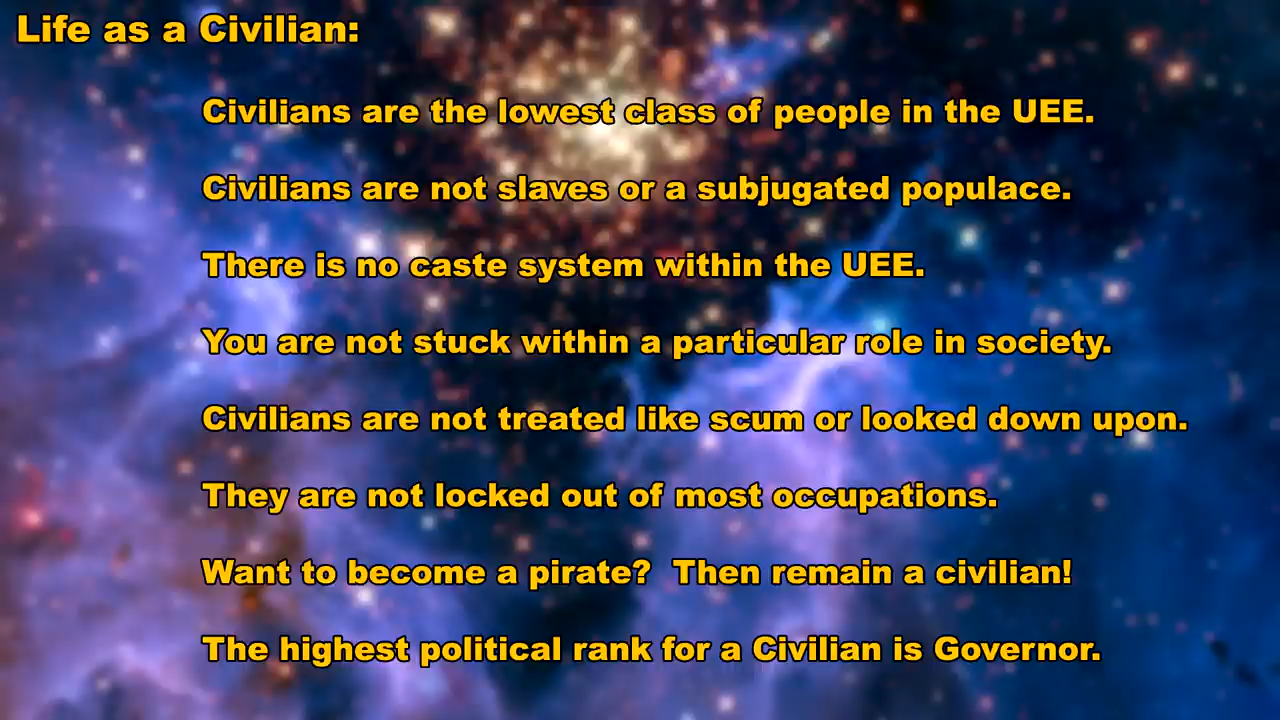 Life as a Civilian:
Civilians are the lowest class of people in the UEE.
Civilians are not slaves or a subjugated populace.
There is no caste system within the UEE.
You are not stuck within a particular role in society.
Civilians are not treated like scum or looked down upon.
They are not locked out of most occupations.
Want to become a pirate?  Then remain a civilian!
The highest political rank for a Civilian is Governor.